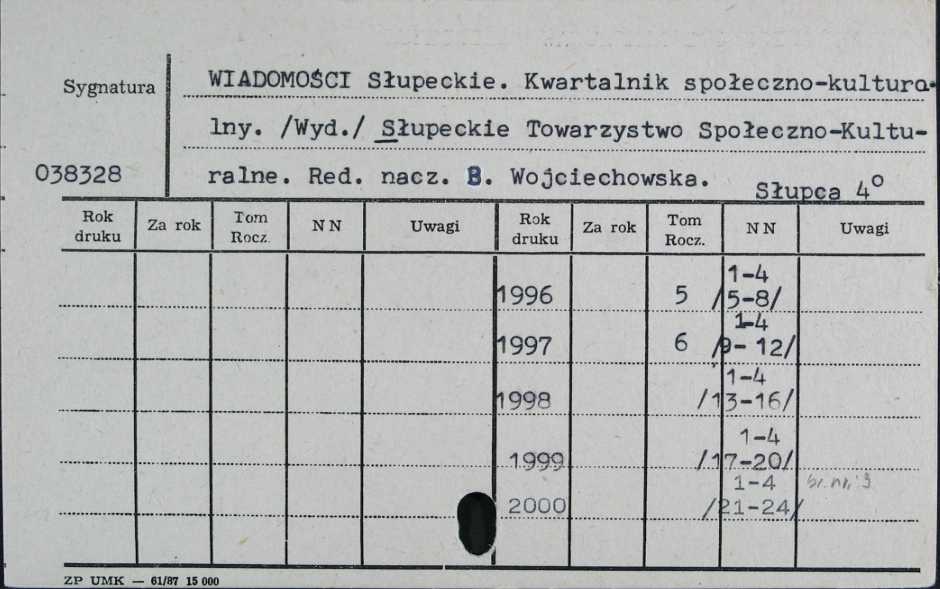 Sygnatura WIADOMOŚCI Słupeckie. Kwartalnik społeczno-kultura-
lny. /Wyd./ Słupeckie Towarzystwo Społeczno-Kultu-
038328 ralne. Red. nacz. B. Wojciechowska.
Słupca 4°
Rok druku Za rok Tom Rocz. NN Uwagi Rok druku Za rok Tom Rocz. NN Uwagi
1-4
1996 5 /5-8/
1-4
1997 6 /9-12/
1-4
1998 /13-16/
1-4
1999 /17-20/
1-4 br. nr. 3
2000 /21-24/
ZP UMK — 61/87 15 000